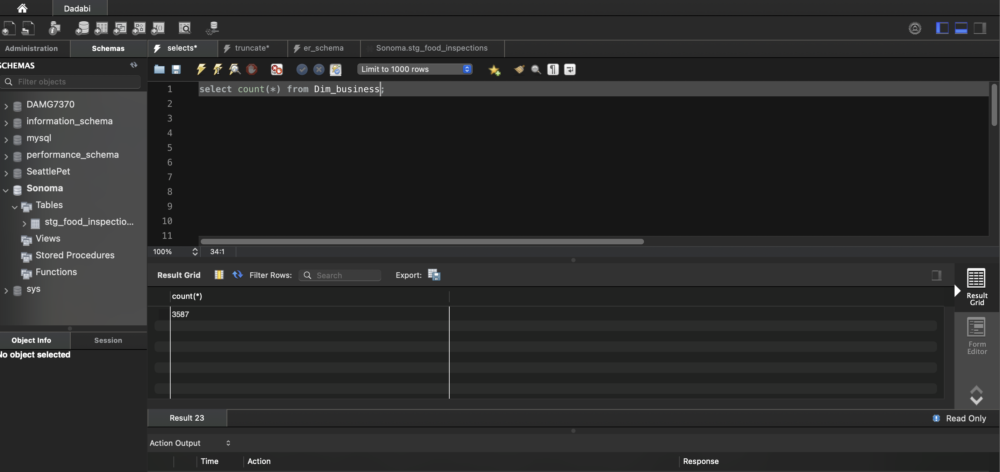 Dadabi
Administration
Schemas
selects*
truncate*
er_schema
Sonoma.stg_food_inspections
SCHEMAS
Filter objects
Limit to 1000 rows
DAMG7370
information_schema
mysql
performance_schema
SeattlePet
Sonoma
Tables
stg_food_inspectio...
Views
Stored Procedures
Functions
sys
1 select count(*) from Dim_business;
2
3
4
5
6
7
8
9
10
11
100%
34:1
Result Grid
Filter Rows:
Search
Export:
count(*)
3587
Result
Grid
Form
Editor
Object Info
Session
No object selected
Result 23
Read Only
Action Output
Time
Action
Response